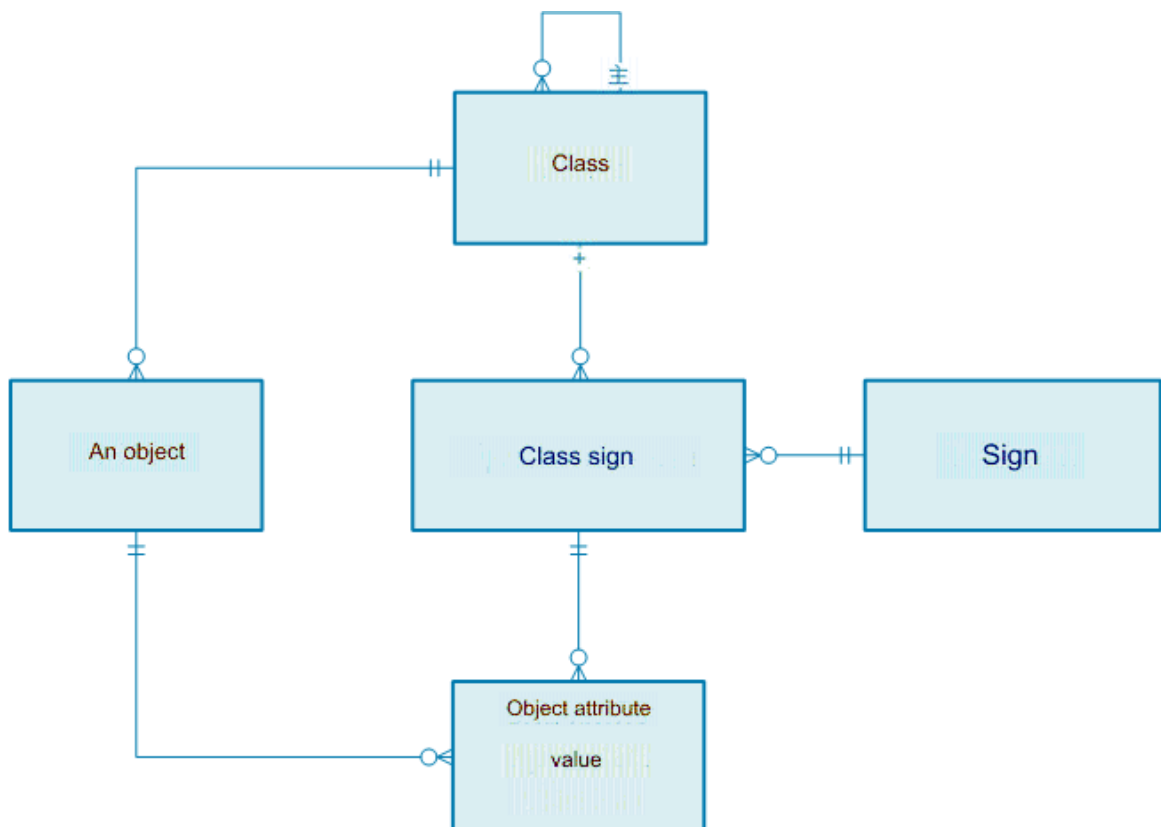 Class
An object
Class sign
Sign
Object attribute
value